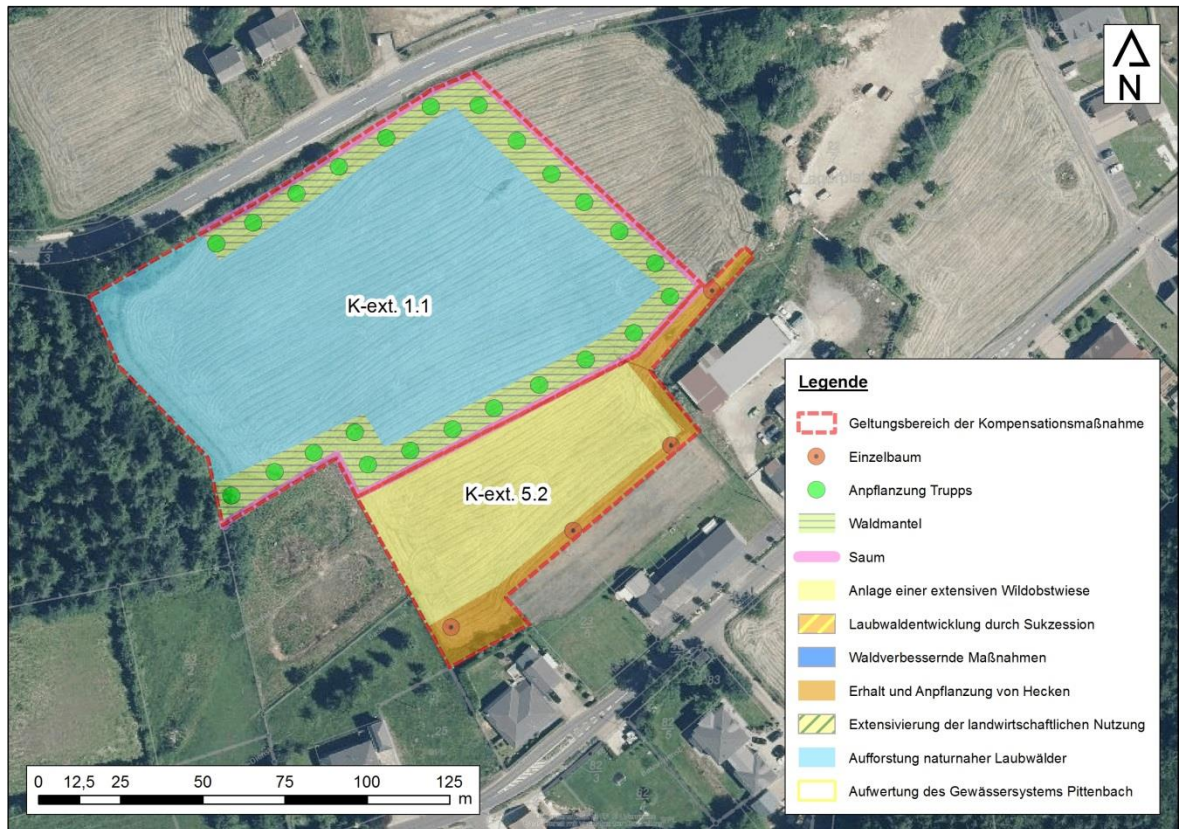 N
K-ext. 1.1
K-ext. 5.2
Legende
Geltungsbereich der Kompensationsmaßnahme
Einzelbaum
Anpflanzung Trupps
Waldmantel
Saum
Anlage einer extensiven Wildobstwiese
Laubwaldentwicklung durch Sukzession
Waldverbessernde Maßnahmen
Erhalt und Anpflanzung von Hecken
Extensivierung der landwirtschaftlichen Nutzung
Aufforstung naturnaher Laubwälder
Aufwertung des Gewässersystems Pittenbach
0 12,5 25 50 75 100 125
m